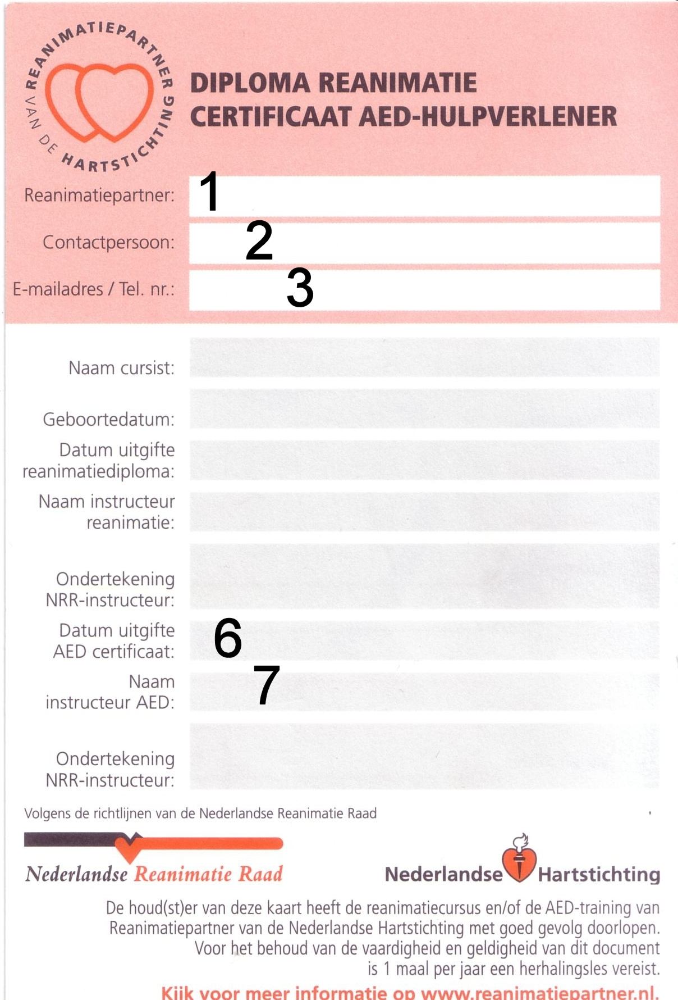 REANIMATIEPARTNER VAN DE HARTSTICHTING
DIPLOMA REANIMATIE
CERTIFICAAT AED-HULPVERLENER
Reanimatiepartner: 1
Contactpersoon: 2
E-mailadres / Tel. nr.: 3
Naam cursist:
Geboortedatum:
Datum uitgifte
reanimatiediploma:
Naam instructeur
reanimatie:
Ondertekening
NRR-instructeur:
Datum uitgifte
AED certificaat: 6
Naam
instructeur AED: 7
Ondertekening
NRR-instructeur:
Volgens de richtlijnen van de Nederlandse Reanimatie Raad
Nederlandse Reanimatie Raad
Nederlandse Hartstichting
De houd(st)er van deze kaart heeft de reanimatiecursus en/of de AED-training van
Reanimatiepartner van de Nederlandse Hartstichting met goed gevolg doorlopen.
Voor het behoud van de vaardigheid en geldigheid van dit document
is 1 maal per jaar een herhalingsles vereist.
Kijk voor meer informatie op www.reanimatiepartner.nl.